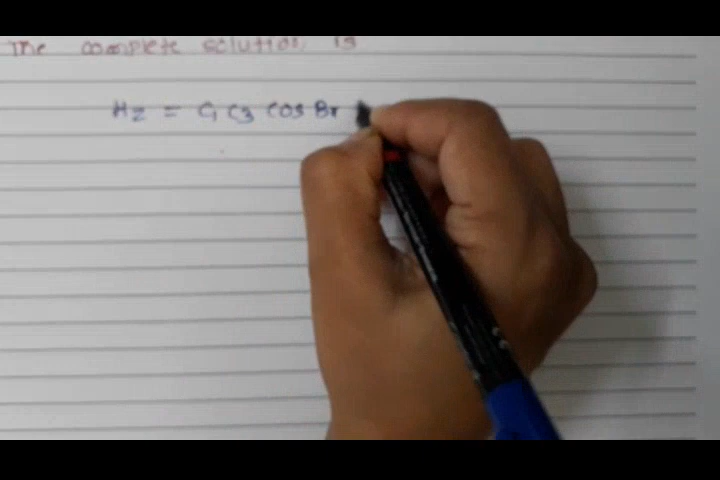 The complete solution is
Hz = C1 C3 cos Bx